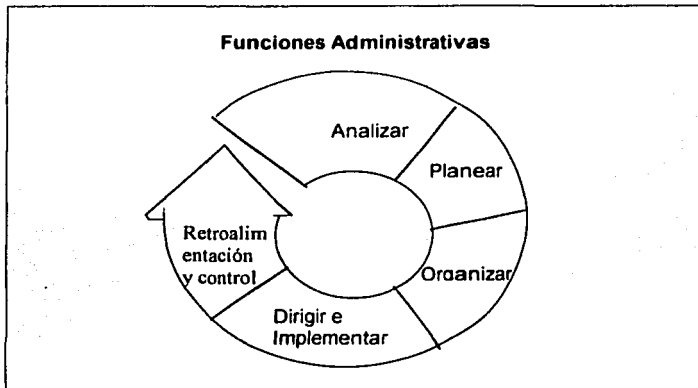 Funciones Administrativas
Analizar
Planear
Organizar
Dirigir e
Implementar
Retroalim
entación
y control